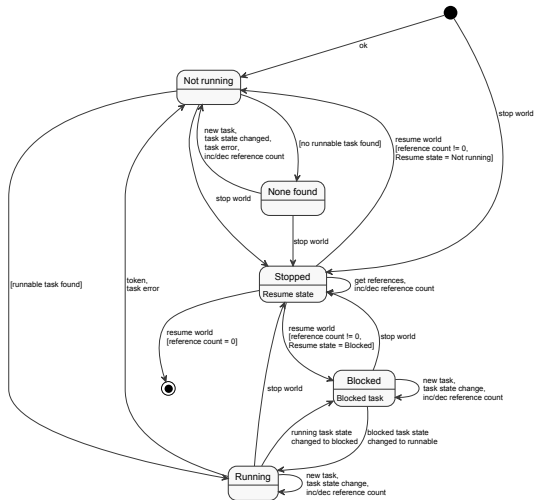 ok
Not running
stop world
new task,
task state changed,
task error,
inc/dec reference count
[no runnable task found]
resume world
[reference count != 0,
Resume state = Not running]
None found
stop world
stop world
Stopped
Resume state
get references,
inc/dec reference count
[runnable task found]
token,
task error
resume world
[reference count = 0]
resume world
[reference count != 0,
Resume state = Blocked]
stop world
Blocked
Blocked task
new task,
task state change,
inc/dec reference count
stop world
running task state
changed to blocked
blocked task state
changed to runnable
Running
new task,
task state change,
inc/dec reference count